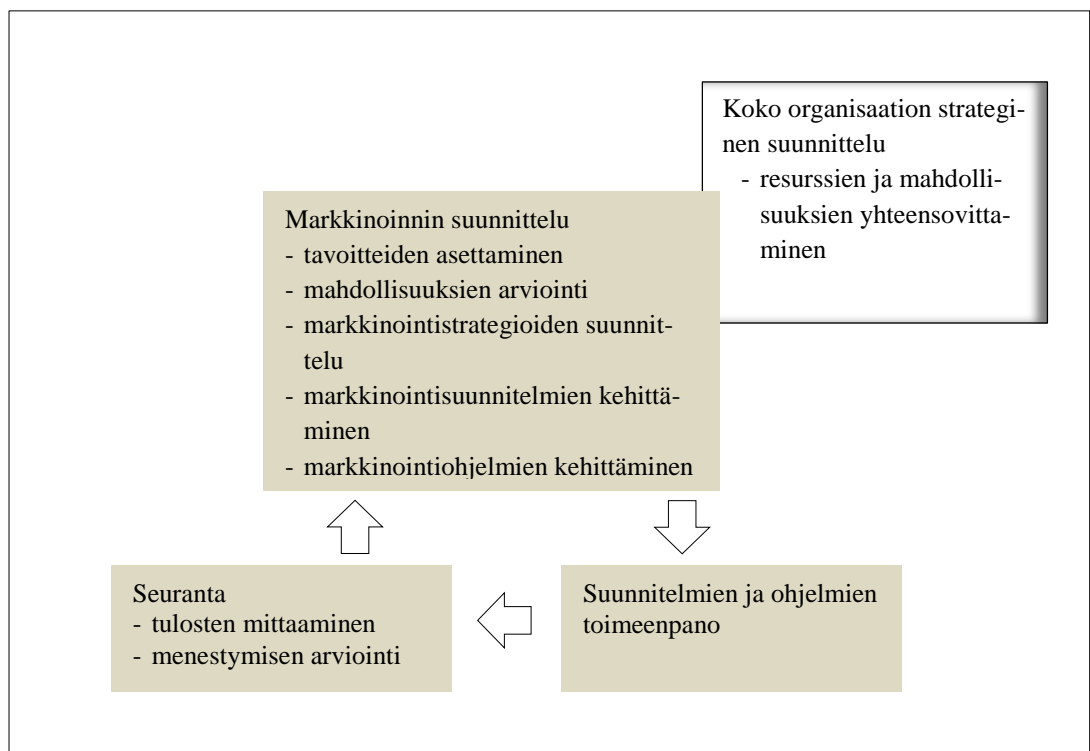 Koko organisaation strategi-
nen suunnittelu
- resurssien ja mahdolli-
suuksien yhteensovitta-
minen
Markkinoinnin suunnittelu
- tavoitteiden asettaminen
- mahdollisuuksien arviointi
- markkinointistrategioiden suunnit-
telu
- markkinointisuunnitelmien kehittä-
minen
- markkinointiohjelmien kehittäminen
Suunnitelmien ja ohjelmien
toimeenpano
Seuranta
- tulosten mittaaminen
- menestymisen arviointi